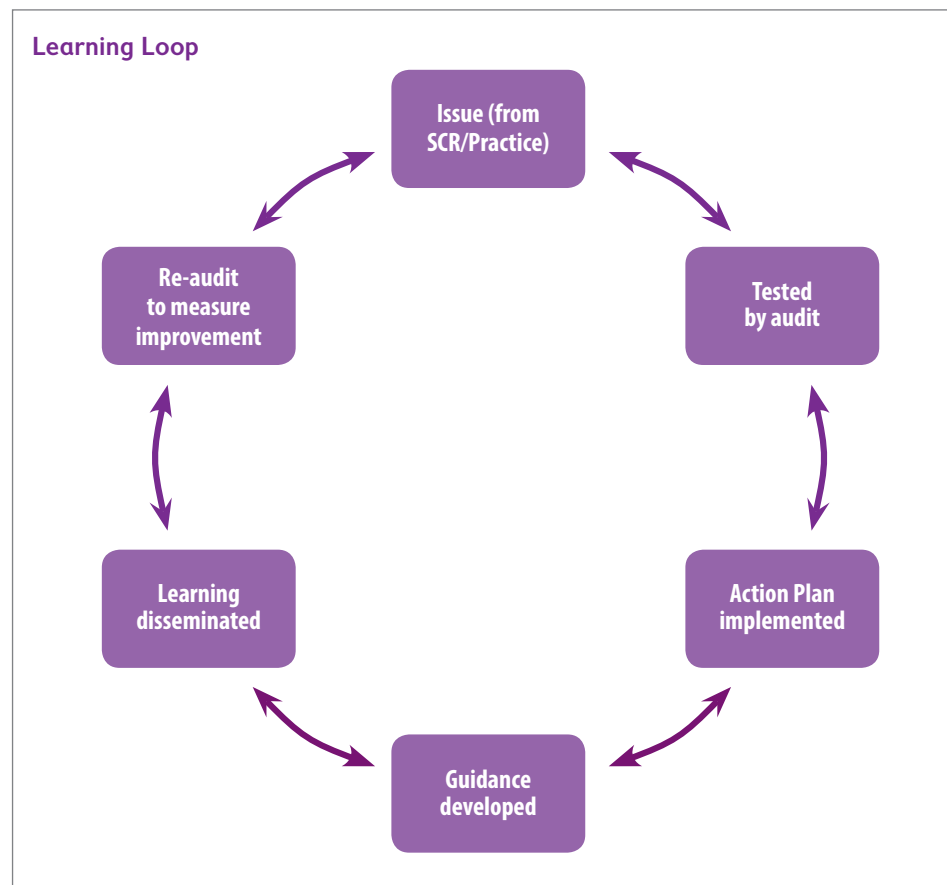 Learning Loop
Issue (from
SCR/Practice)
Tested
by audit
Action Plan
implemented
Guidance
developed
Learning
disseminated
Re-audit
to measure
improvement